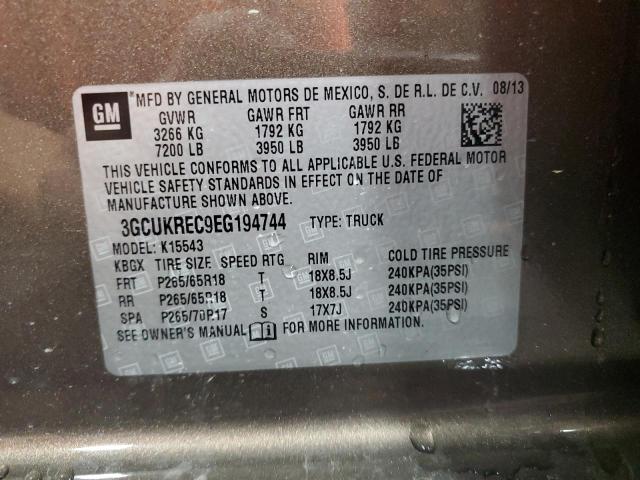 GM
*MFD BY GENERAL MOTORS DE MEXICO, S. DE R.L. DE C.V. 08/13
GVWR GAWR FRT GAWR RR
3266 KG 1792 KG 1792 KG
7200 LB 3950 LB 3950 LB
THIS VEHICLE CONFORMS TO ALL APPLICABLE U.S. FEDERAL MOTOR
VEHICLE SAFETY STANDARDS IN EFFECT ON THE DATE OF
MANUFACTURE SHOWN ABOVE.
3GCUKREC9EG194744 TYPE: TRUCK
MODEL: K15543
KBGX TIRE SIZE SPEED RTG RIM COLD TIRE PRESSURE
FRT P265/65R18 T 18X8.5J 240KPA(35PSI)
RR P265/65R18 T 18X8.5J 240KPA(35PSI)
SPA P265/70R17 S 17X7J 240KPA(35PSI)
SEE OWNER'S MANUAL FOR MORE INFORMATION.